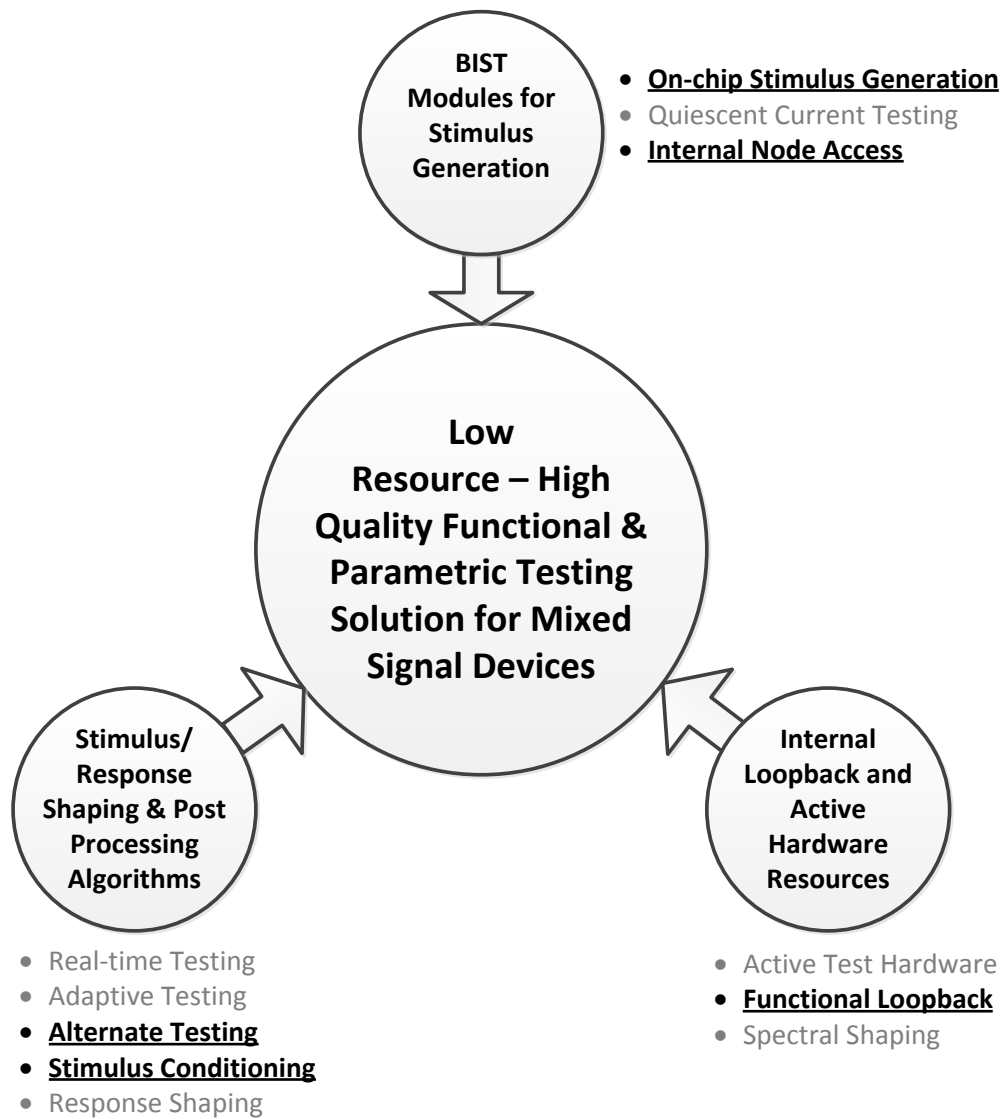 BIST
Modules for
Stimulus
Generation
• On-chip Stimulus Generation
• Quiescent Current Testing
• Internal Node Access
Low
Resource – High
Quality Functional &
Parametric Testing
Solution for Mixed
Signal Devices
Stimulus/
Response
Shaping & Post
Processing
Algorithms
• Real-time Testing
• Adaptive Testing
• Alternate Testing
• Stimulus Conditioning
• Response Shaping
Internal
Loopback and
Active
Hardware
Resources
• Active Test Hardware
• Functional Loopback
• Spectral Shaping